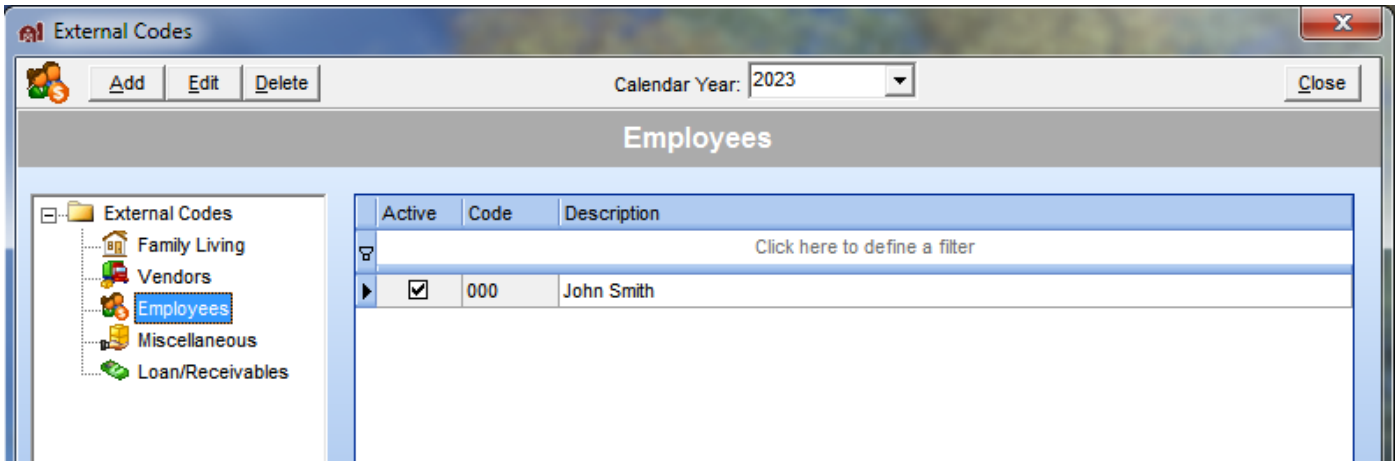 External Codes
Add Edit Delete Calendar Year: 2023 Close
Employees
External Codes
Family Living
Vendors
Employees
Miscellaneous
Loan/Receivables
Active Code Description
Click here to define a filter
000 John Smith